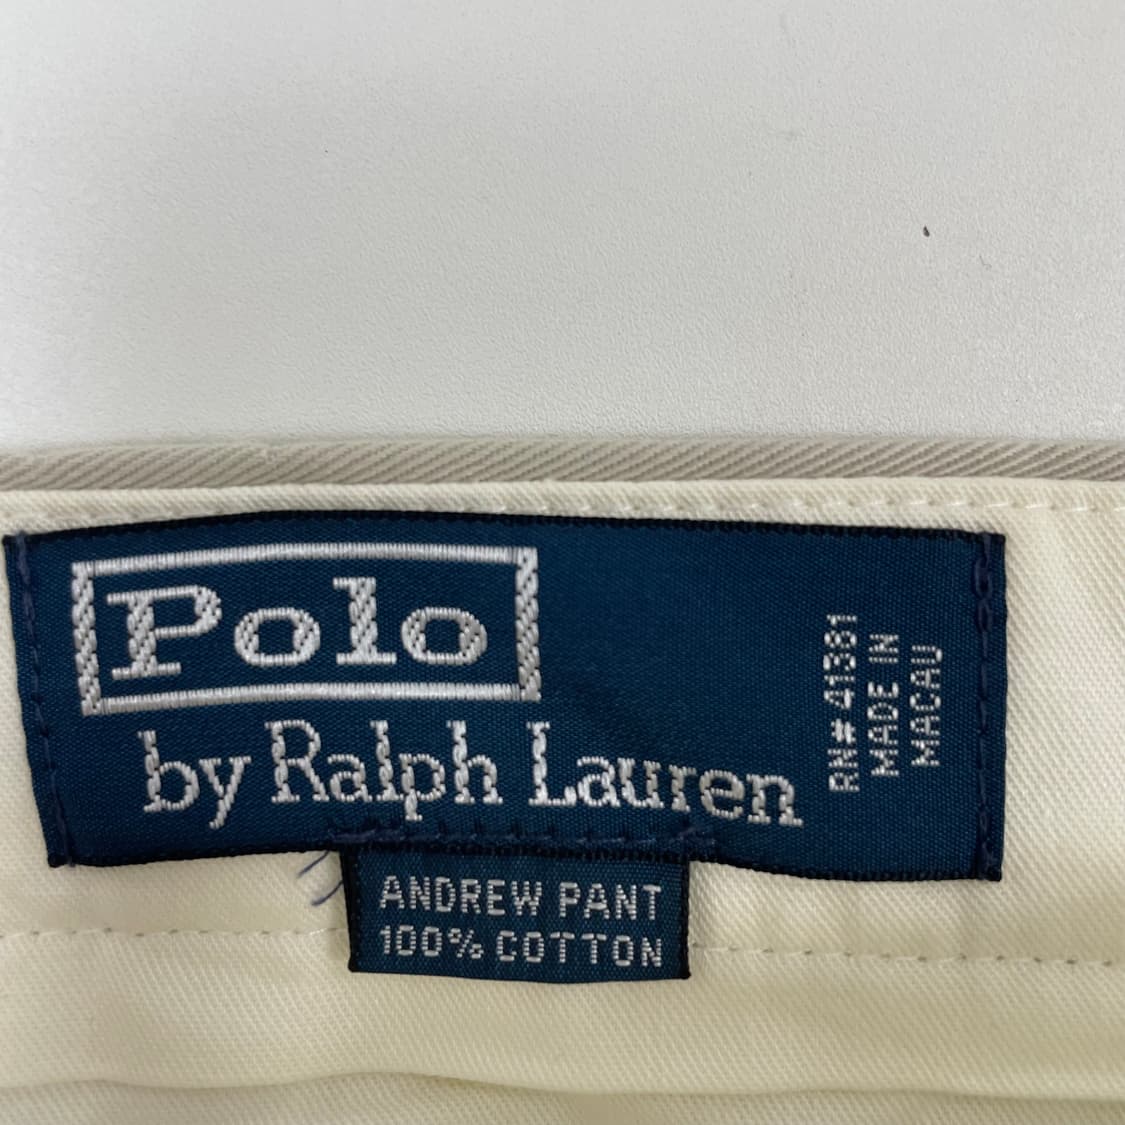 Polo
by Ralph Lauren
RN# 41381
MADE IN
MACAU
ANDREW PANT
100% COTTON